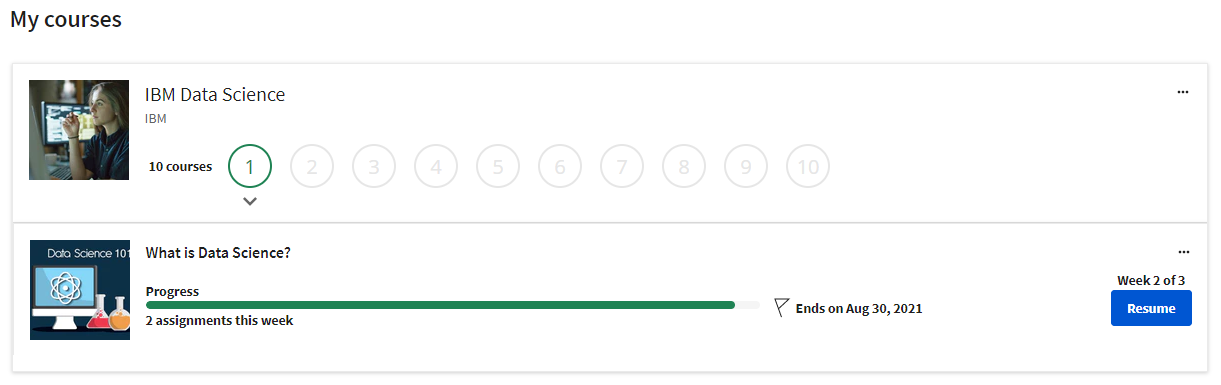 My courses
IBM Data Science
IBM
10 courses 1 2 3 4 5 6 7 8 9 10
Data Science 101
What is Data Science?
Progress
2 assignments this week
Ends on Aug 30, 2021
Week 2 of 3
Resume